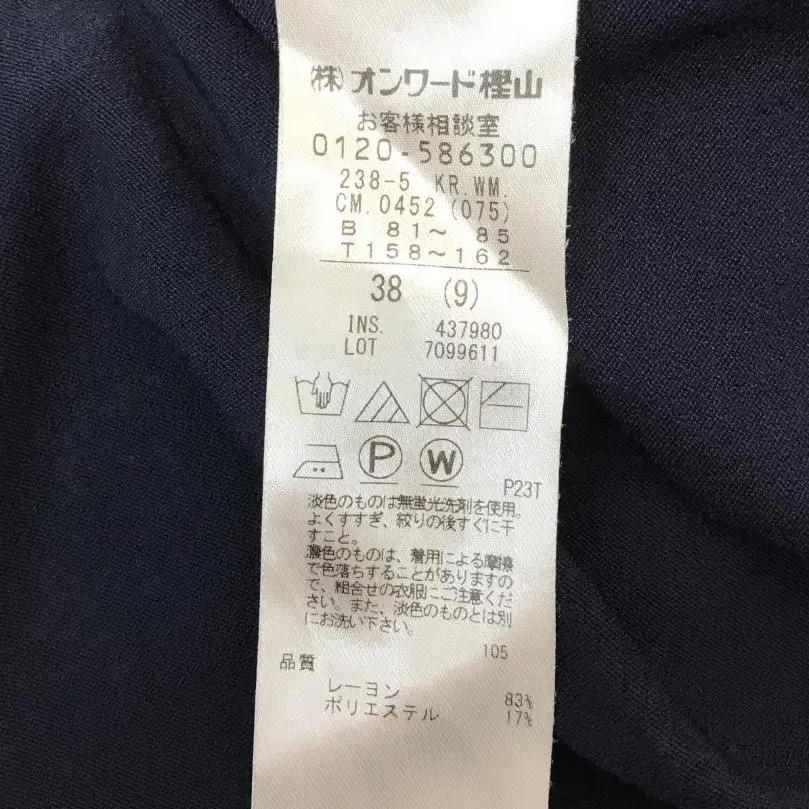 (株)オンワード樫山
お客様相談室
0120-586300
238-5 KR.WM.
CM.0452 (075)
B 81〜 85
T158〜162
38 (9)
INS. 437980
LOT 7099611
P W
P23T
淡色のものは無蛍光洗剤を使用。
よくすすぎ、絞りの後すぐに干
すこと。
濃色のものは、着用による摩擦
で色落ちすることがありますの
で、組合せの衣服にご注意くだ
さい。また、淡色のものとは別
にお洗い下さい。
105
品質
レーヨン 83%
ポリエステル 17%